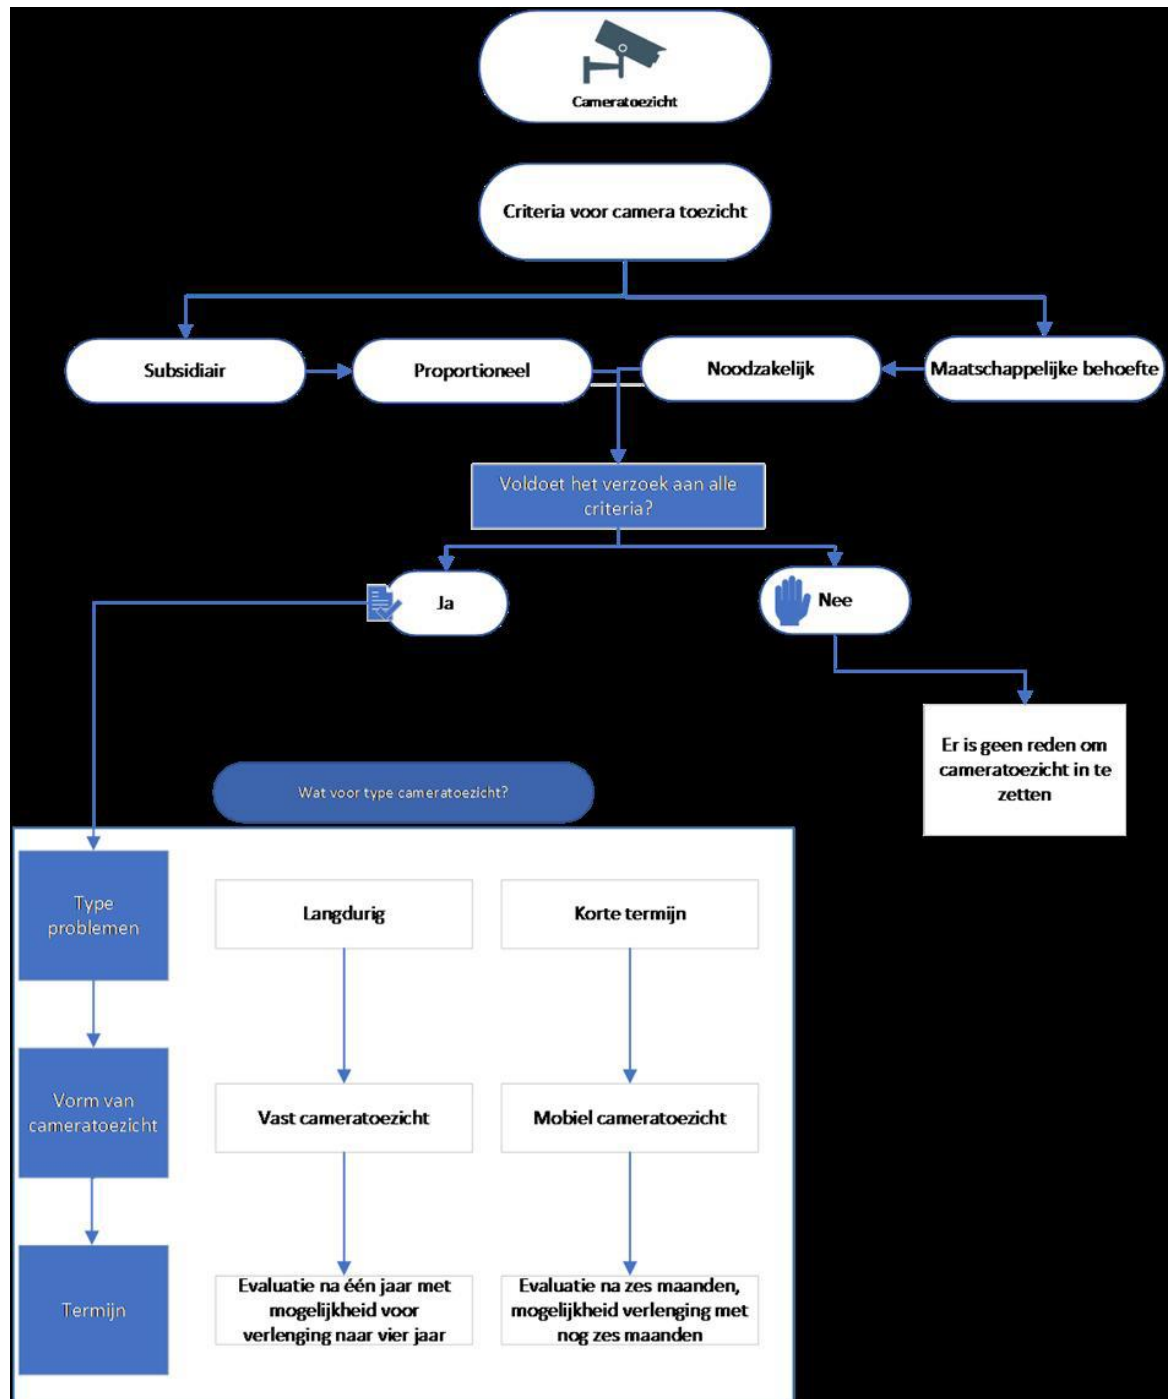 Cameratoezicht
Criteria voor camera toezicht
Subsidiair
Proportioneel
Noodzakelijk
Maatschappelijke behoefte
Voldoet het verzoek aan alle
criteria?
Ja
Nee
Er is geen reden om
cameratoezicht in te
zetten
Wat voor type cameratoezicht?
Type
problemen
Langdurig
Korte termijn
Vorm van
cameratoezicht
Vast cameratoezicht
Mobiel cameratoezicht
Termijn
Evaluatie na één jaar met
mogelijkheid voor
verlenging naar vier jaar
Evaluatie na zes maanden,
mogelijkheid verlenging met
nog zes maanden